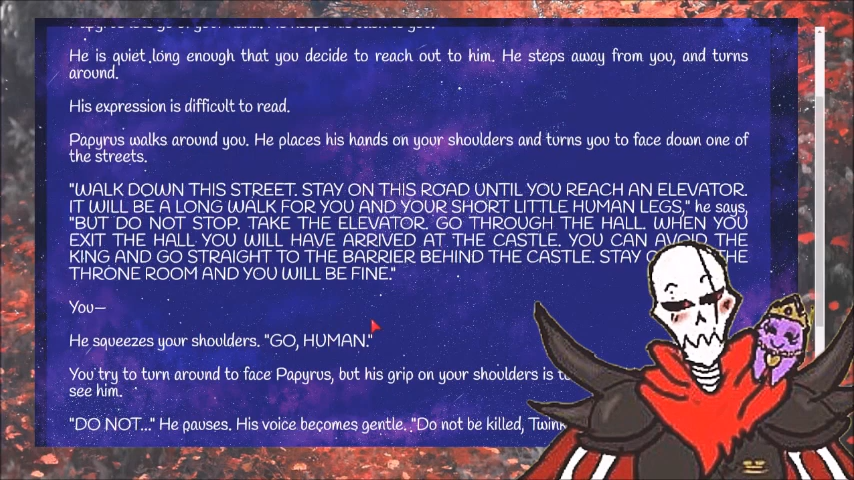 He is quiet long enough that you decide to reach out to him. He steps away from you, and turns
around.
His expression is difficult to read.
Papyrus walks around you. He places his hands on your shoulders and turns you to face down one of
the streets.
"WALK DOWN THIS STREET. STAY ON THIS ROAD UNTIL YOU REACH AN ELEVATOR.
IT WILL BE A LONG WALK FOR YOU AND YOUR SHORT LITTLE HUMAN LEGS," he says,
"BUT DO NOT STOP. TAKE THE ELEVATOR. GO THROUGH THE HALL. WHEN YOU
EXIT THE HALL YOU WILL HAVE ARRIVED AT THE CASTLE. YOU CAN AVOID THE
KING AND GO STRAIGHT TO THE BARRIER BEHIND THE CASTLE. STAY THE
THRONE ROOM AND YOU WILL BE FINE."
You—
He squeezes your shoulders. "GO, HUMAN."
You try to turn around to face Papyrus, but his grip on your shoulders is
see him.
"DO NOT..." He pauses. His voice becomes gentle. "Do not be killed,